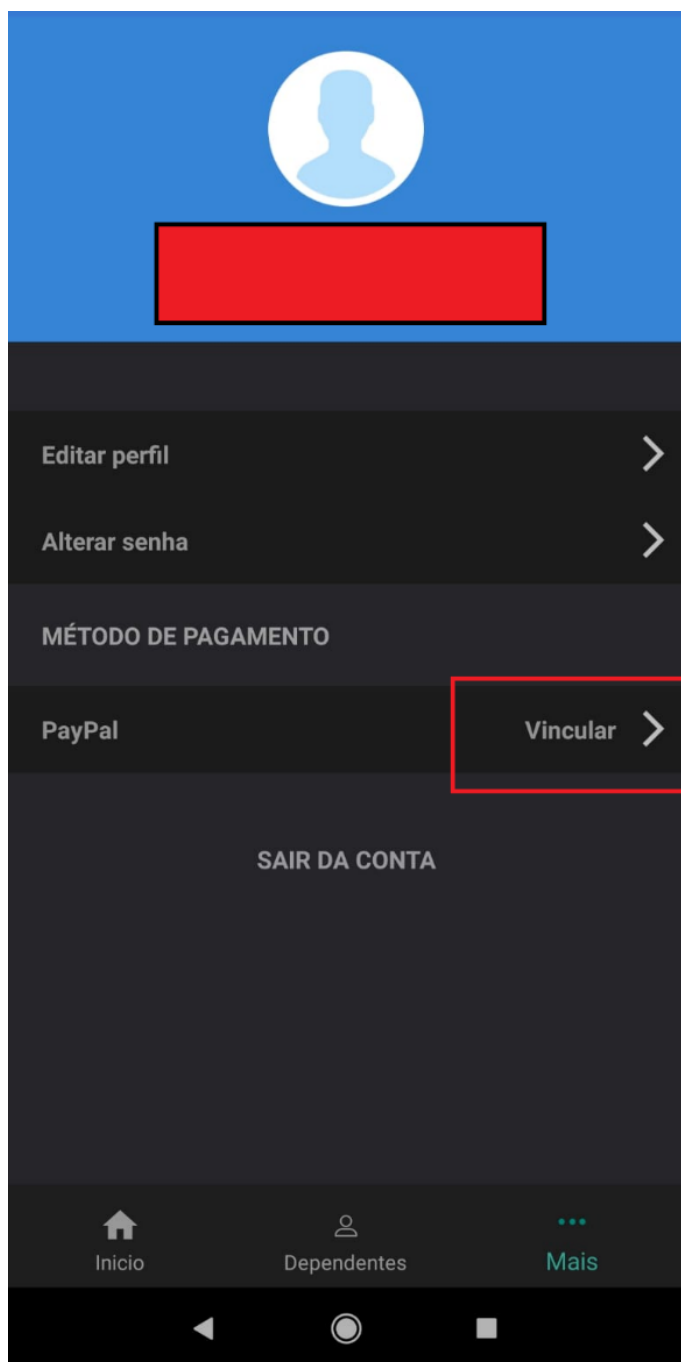 Editar perfil
Alterar senha
MÉTODO DE PAGAMENTO
PayPal Vincular
SAIR DA CONTA
Inicio Dependentes Mais